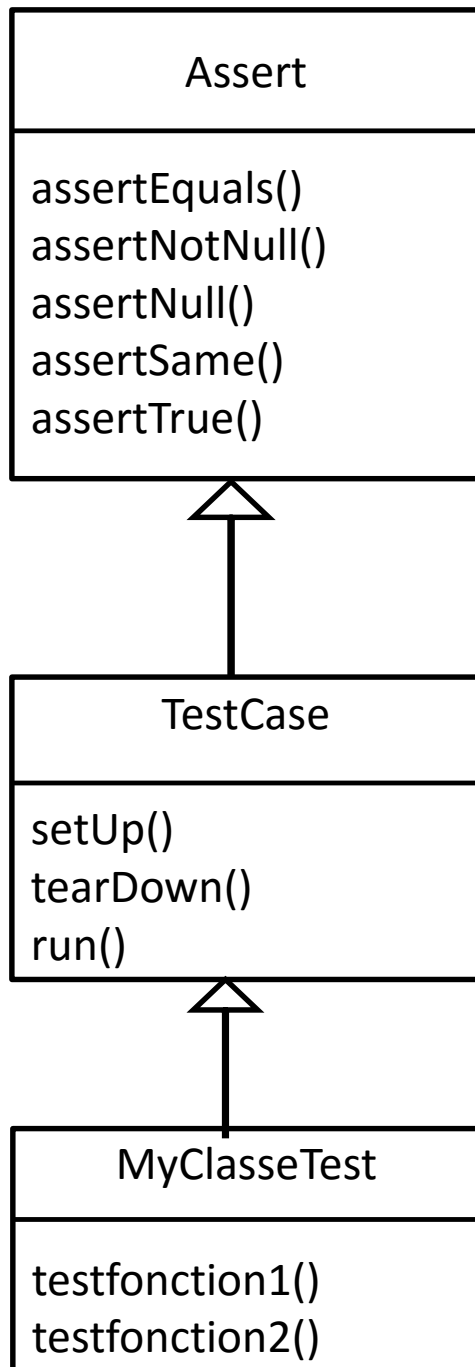 Assert
assertEquals()
assertNotNull()
assertNull()
assertSame()
assertTrue()
TestCase
setUp()
tearDown()
run()
MyClasseTest
testfonction1()
testfonction2()